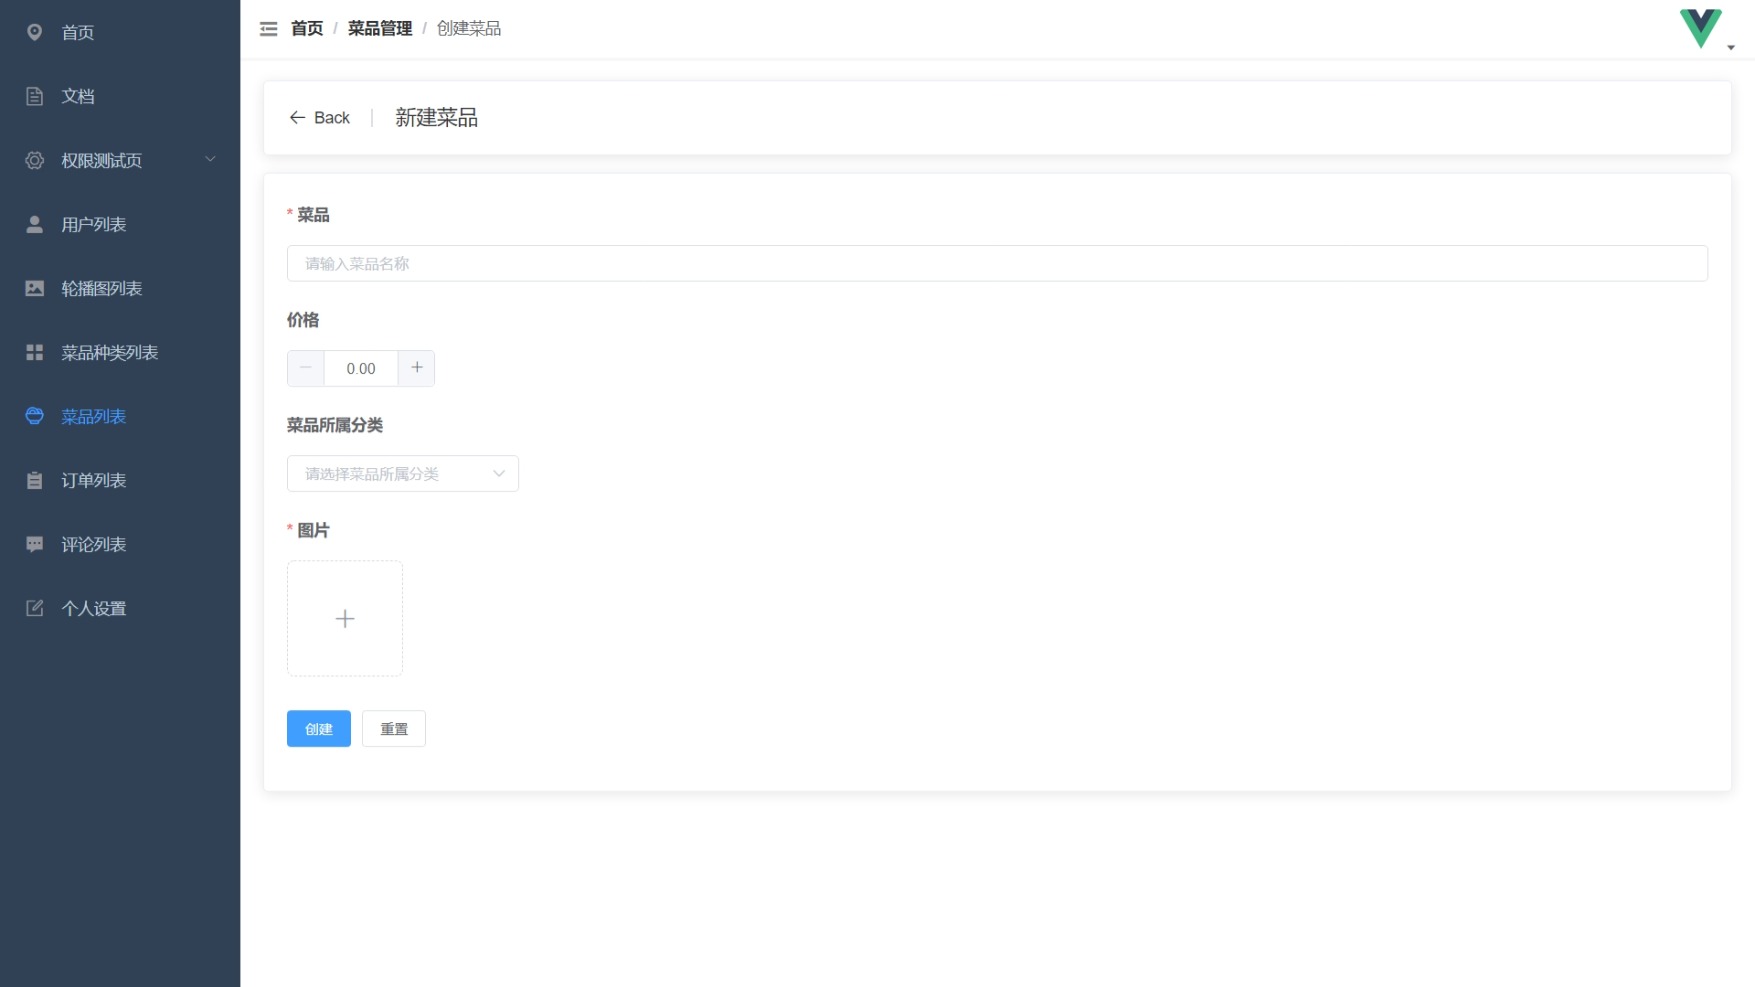 首页
文档
权限测试页
用户列表
轮播图列表
菜品种类列表
菜品列表
订单列表
评论列表
个人设置
首页 / 菜品管理 / 创建菜品
Back
新建菜品
* 菜品
请输入菜品名称
价格
0.00
菜品所属分类
请选择菜品所属分类
* 图片
创建 重置